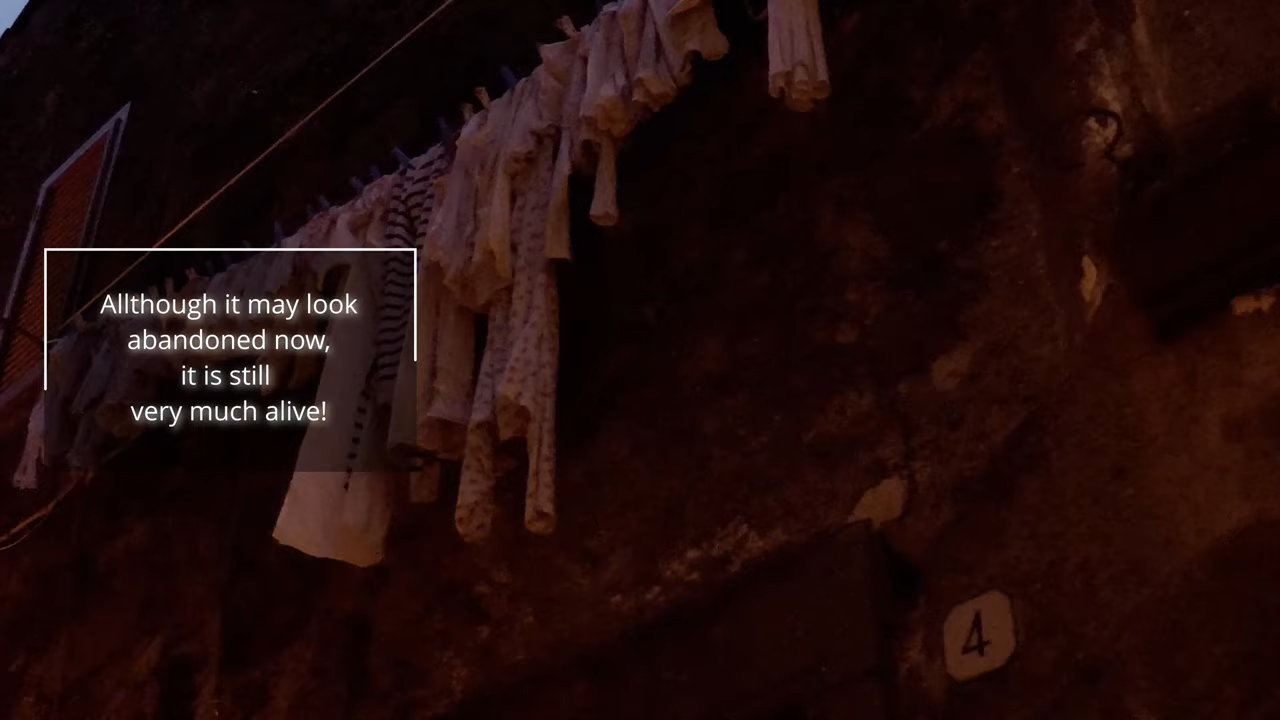 Allthough it may look
abandoned now,
it is still
very much alive!
4